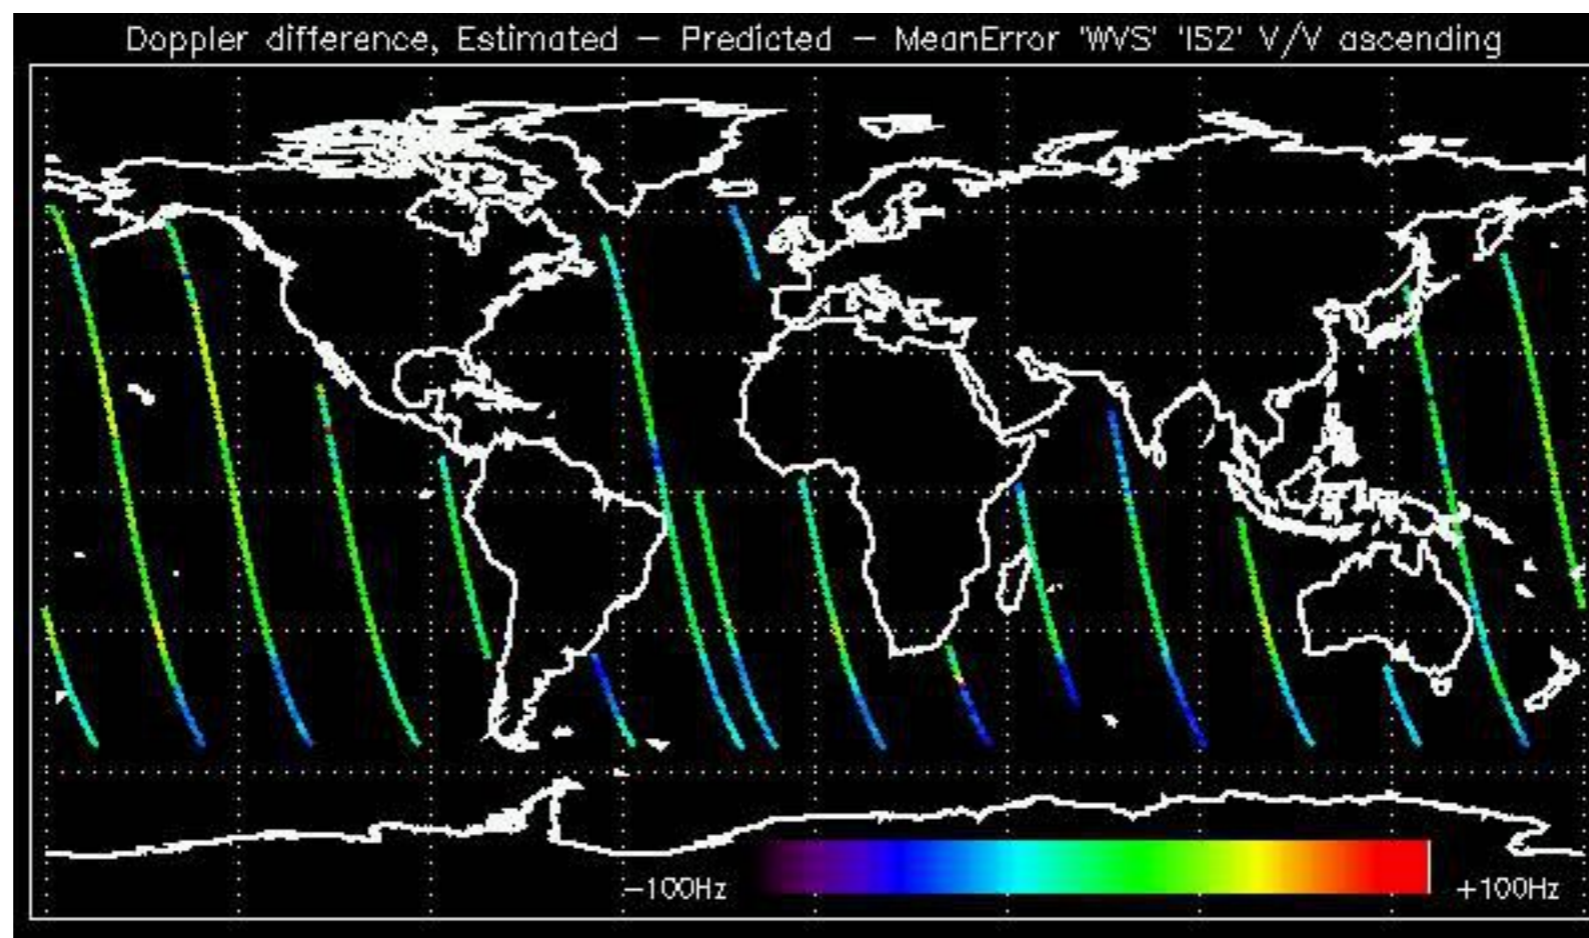 Doppler difference, Estimated — Predicted — MeanError 'WVS' 'IS2' V/V ascending
—100Hz
+100Hz